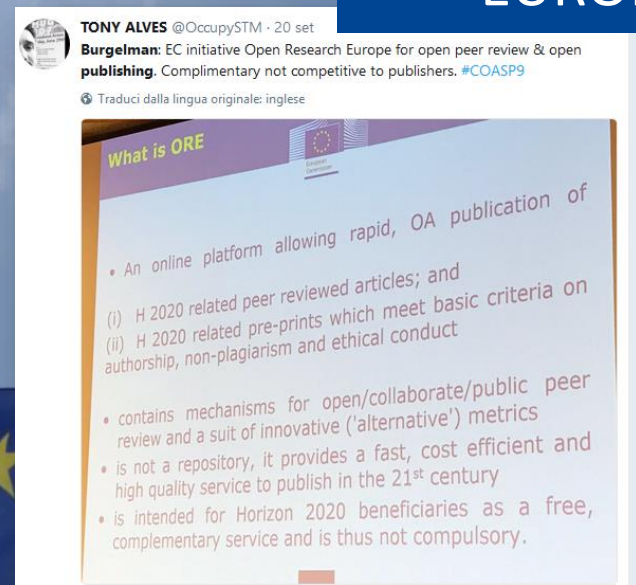 TONY ALVES @OccupySTM · 20 set
Burgelman: EC initiative Open Research Europe for open peer review & open
publishing. Complimentary not competitive to publishers. #COASP9
Traduci dalla lingua originale: inglese
What is ORE
European
Commission
• An online platform allowing rapid, OA publication of
(i) H 2020 related peer reviewed articles; and
(ii) H 2020 related pre-prints which meet basic criteria on
authorship, non-plagiarism and ethical conduct
• contains mechanisms for open/collaborate/public peer
review and a suit of innovative ('alternative') metrics
• is not a repository, it provides a fast, cost efficient and
high quality service to publish in the 21st century
• is intended for Horizon 2020 beneficiaries as a free,
complementary service and is thus not compulsory.